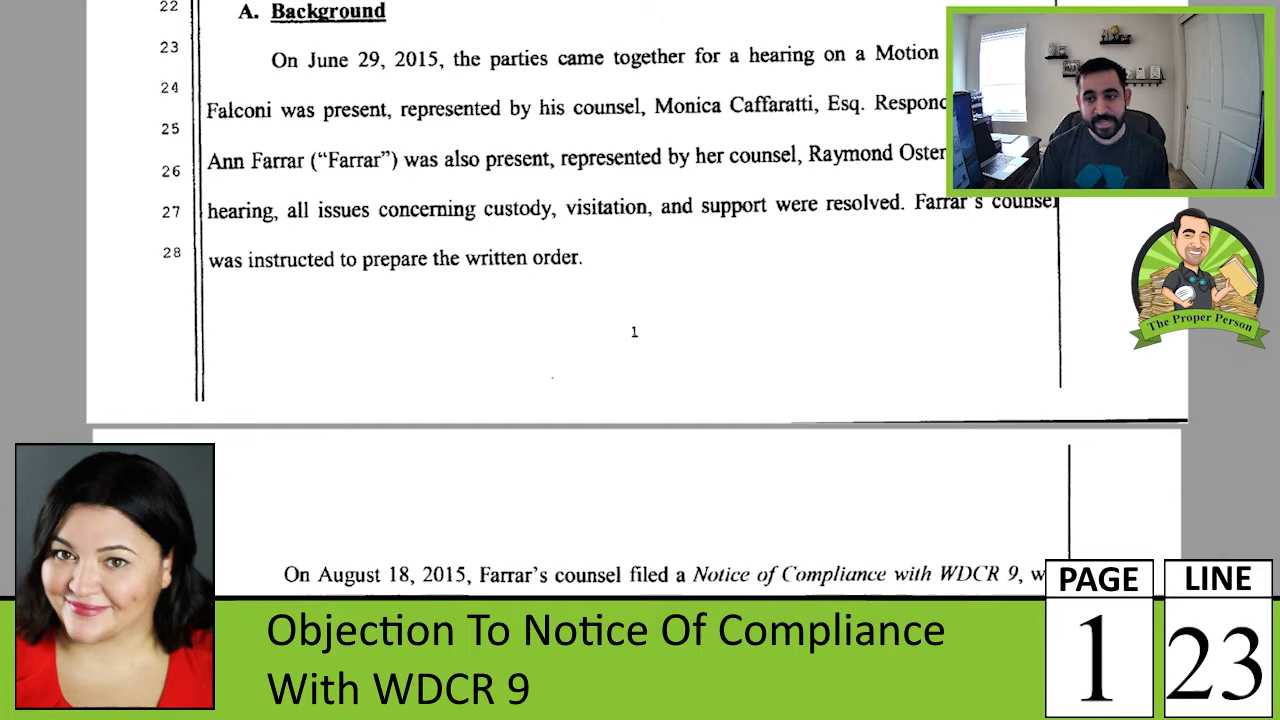 22
A. Background
23
On June 29, 2015, the parties came together for a hearing on a Motion
24
Falconi was present, represented by his counsel, Monica Caffaratti, Esq.
25
Ann Farrar (“Farrar”) was also present, represented by her counsel, Raymond
26
27
hearing, all issues concerning custody, visitation, and support were resolved. Farrar’s counsel
28
was instructed to prepare the written order.
1
On August 18, 2015, Farrar’s counsel filed a Notice of Compliance with WDCR 9,
The Proper Person
Objection To Notice Of Compliance
With WDCR 9
PAGE
1
LINE
23